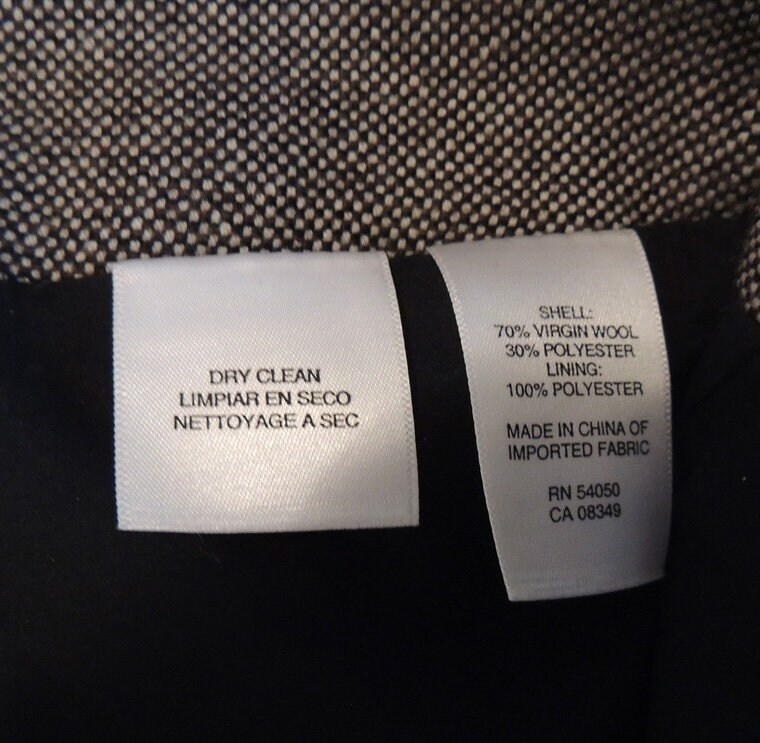 DRY CLEAN
LIMPIAR EN SECO
NETTOYAGE A SEC
SHELL:
70% VIRGIN WOOL
30% POLYESTER
LINING:
100% POLYESTER
MADE IN CHINA OF
IMPORTED FABRIC
RN 54050
CA 08349